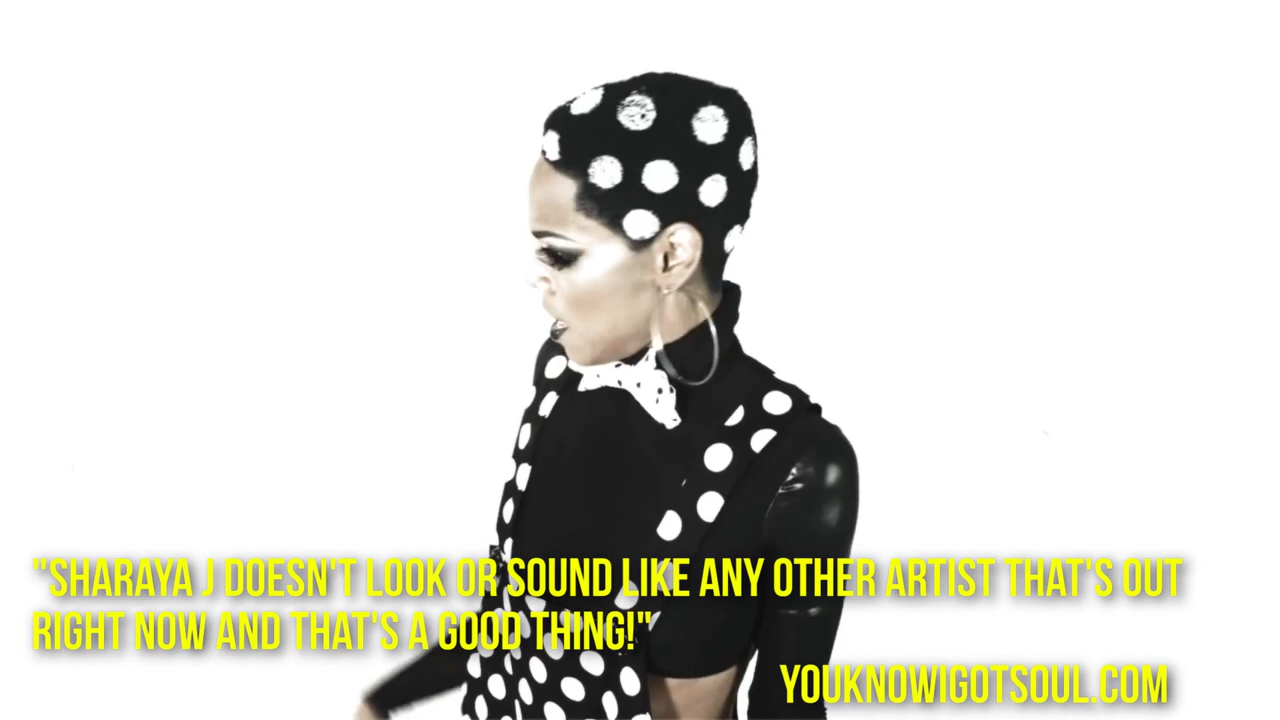 "SHARAYA J DOESN'T LOOK OR SOUND LIKE ANY OTHER ARTIST THAT'S OUT
RIGHT NOW AND THAT'S A GOOD THING!"
YOUKNOWIGOTSOUL.COM